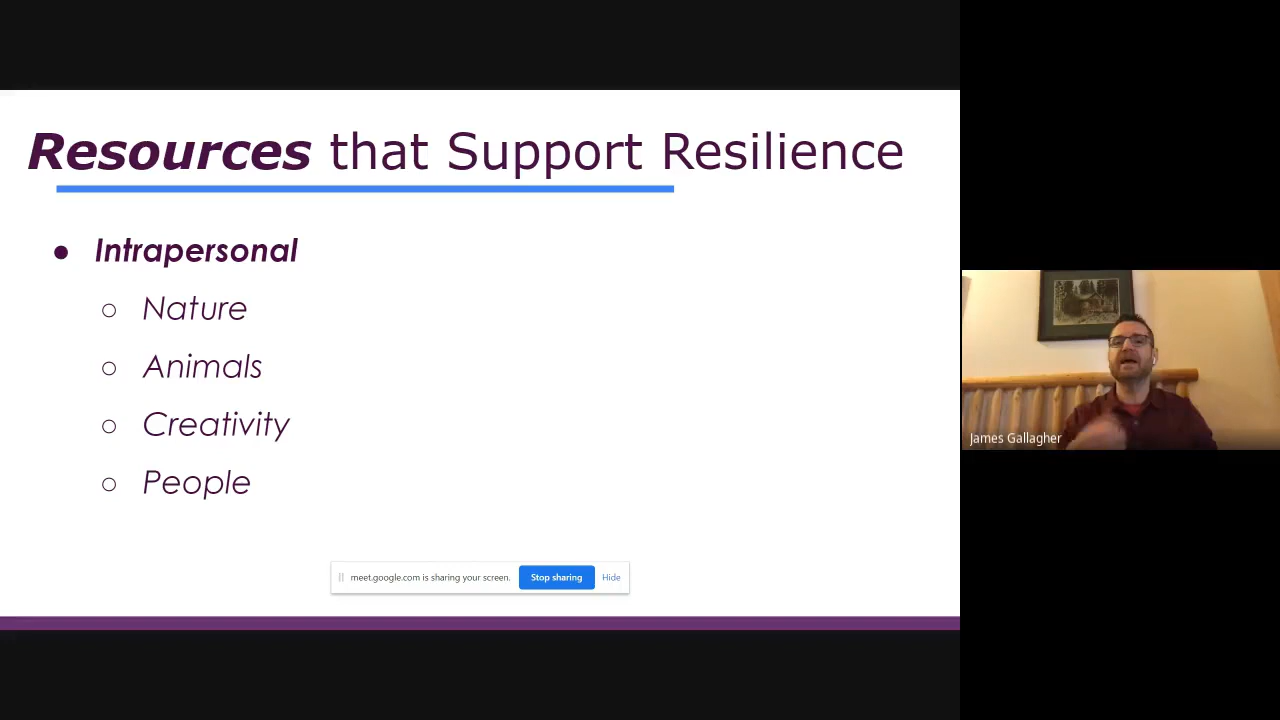 Resources that Support Resilience
● Intrapersonal
○ Nature
○ Animals
○ Creativity
○ People
meet.google.com is sharing your screen. Stop sharing Hide
James Gallagher